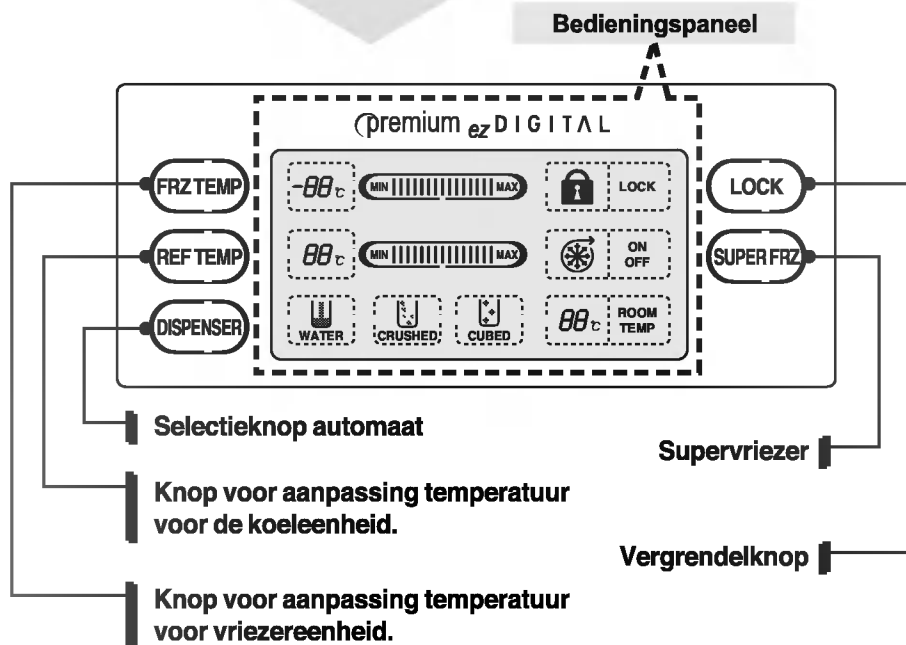 Bedieningspaneel
premium ez DIGITAL
FRZ TEMP
-88 °C
MIN MAX
LOCK
LOCK
REF TEMP
88 °C
MIN MAX
ON
OFF
SUPER FRZ
DISPENSER
WATER
CRUSHED
CUBED
88 °C
ROOM
TEMP
Selectieknop automaat
Supervriezer
Knop voor aanpassing temperatuur
voor de koeleenheid.
Vergrendelknop
Knop voor aanpassing temperatuur
voor vriezereenheid.